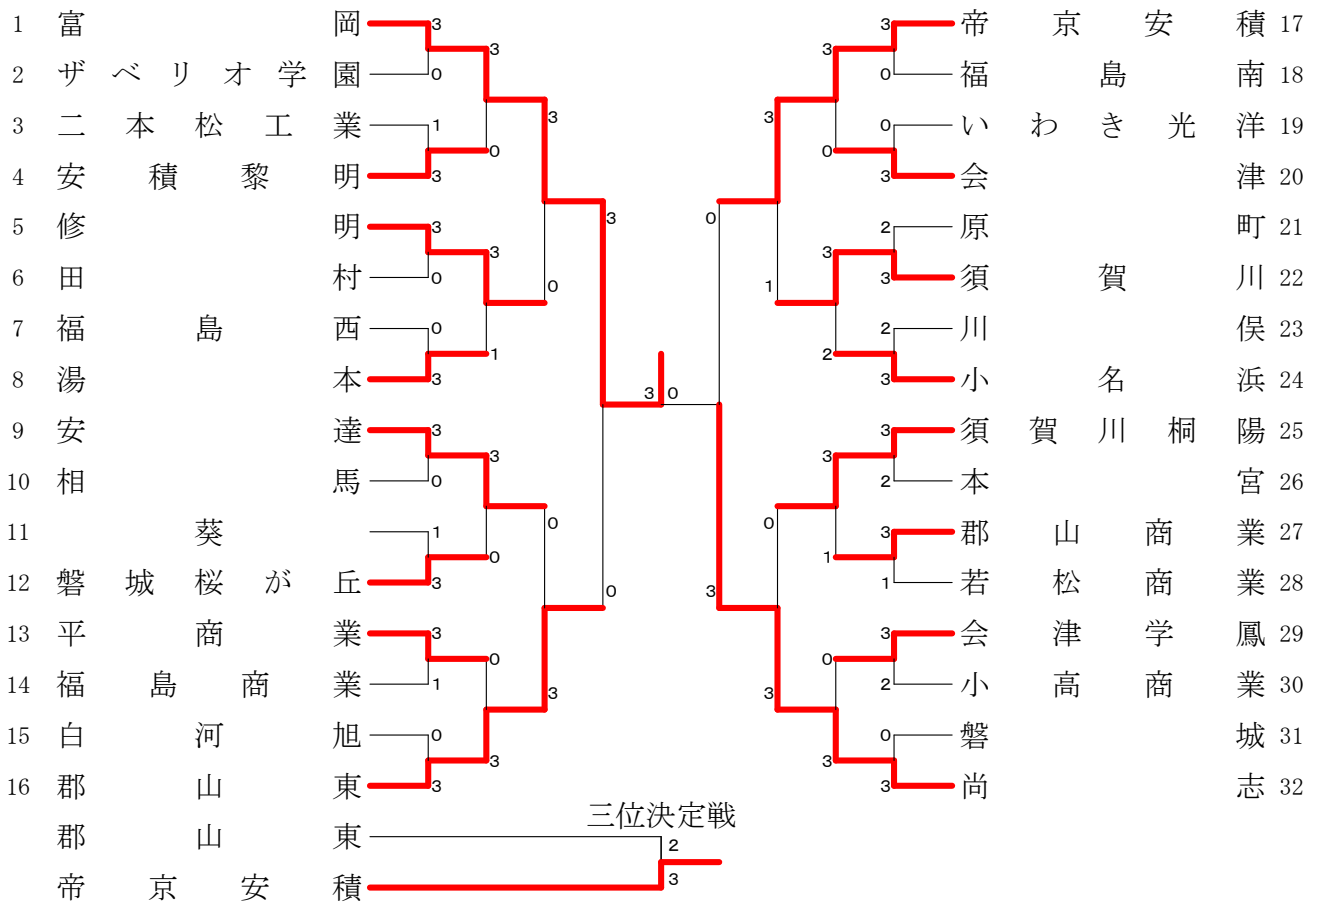 1 富岡 3 3 帝京安積 17
3 3
2 ザベリオ学園 0 0 福島南 18
3 3
3 二本松工業 1 0 いわき光洋 19
0 0
4 安積黎明 3 3 会津 20
3 0
5 修明 3 2 原町 21
3 3
6 田村 0 3 須賀川 22
0 1
7 福島西 0 2 川俣 23
1 2
8 湯本 3 3 小名浜 24
3 0
9 安達 3 3 須賀川桐陽 25
3 3
10 相馬 0 2 本宮 26
0 0
11 葵 1 3 郡山商業 27
0 1
12 磐城桜が丘 3 1 若松商業 28
0 3
13 平商業 3 3 会津学鳳 29
0 0
14 福島商業 1 2 小高商業 30
3 3
15 白河旭 0 0 磐城 31
3 3
16 郡山東 3 3 尚志 32
三位決定戦
郡山東 2
帝京安積 3